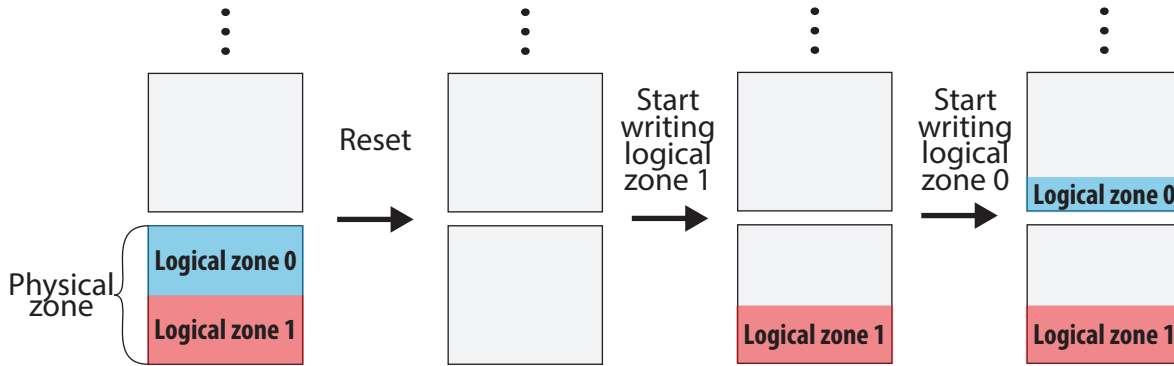 Reset
Start
writing
logical
zone 1
Start
writing
logical
zone 0
Logical zone 0
Physical
zone
Logical zone 0
Logical zone 1
Logical zone 1
Logical zone 1